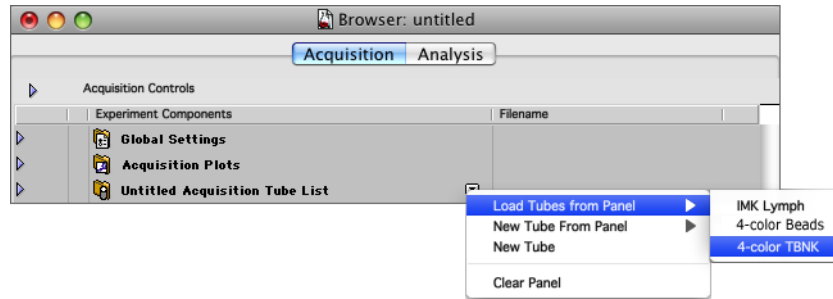 Browser: untitled
Acquisition Analysis
Acquisition Controls
Experiment Components Filename
Global Settings
Acquisition Plots
Untitled Acquisition Tube List
Load Tubes from Panel IMK Lymph
New Tube From Panel 4-color Beads
New Tube 4-color TBNK
Clear Panel